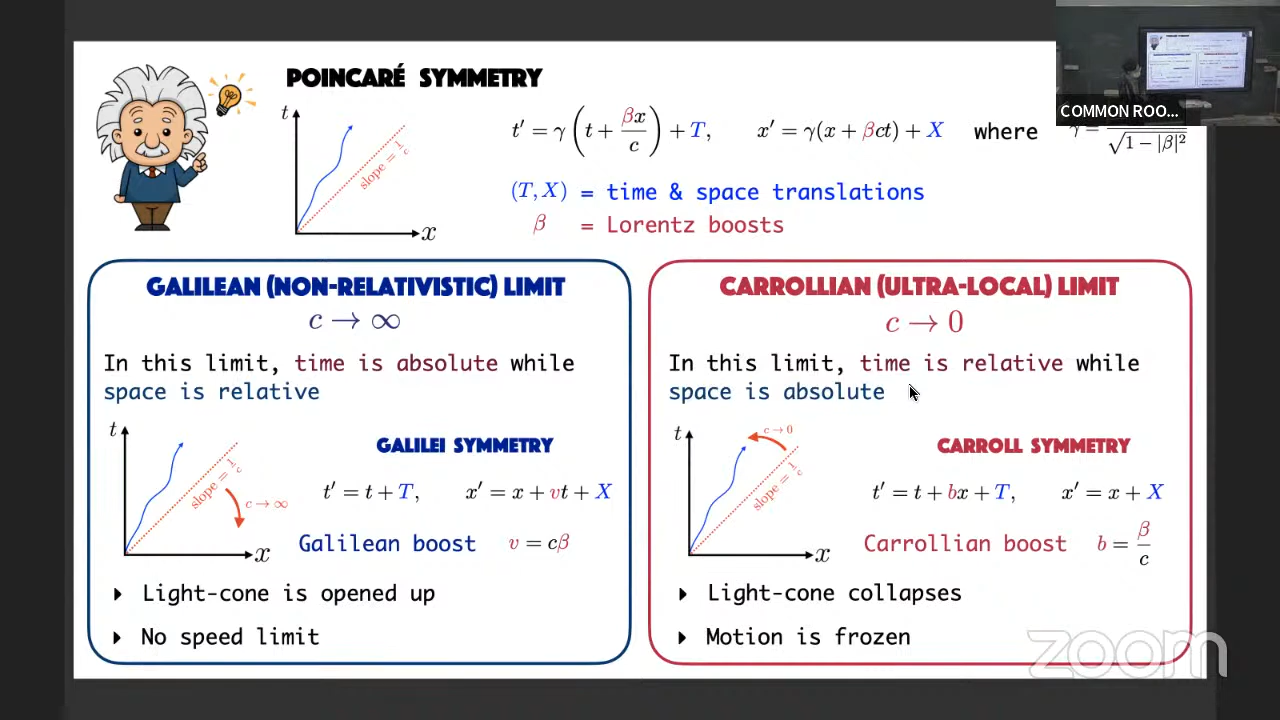 POINCARÉ SYMMETRY
COMMON ROO...
t
x
slope = 1/c
t′ = γ(t + βx/c) + T, x′ = γ(x + βct) + X where γ = 1/√(1 − |β|²)
(T, X) = time & space translations
β = Lorentz boosts
GALILEAN (NON-RELATIVISTIC) LIMIT
c → ∞
In this limit, time is absolute while
space is relative
t
x
slope = 1/c
c → ∞
GALILEI SYMMETRY
t′ = t + T, x′ = x + vt + X
Galilean boost v = cβ
▸ Light-cone is opened up
▸ No speed limit
CARROLLIAN (ULTRA-LOCAL) LIMIT
c → 0
In this limit, time is relative while
space is absolute
t
x
slope = 1/c
c → 0
CARROLL SYMMETRY
t′ = t + bx + T, x′ = x + X
Carrollian boost b = β/c
▸ Light-cone collapses
▸ Motion is frozen
zoom